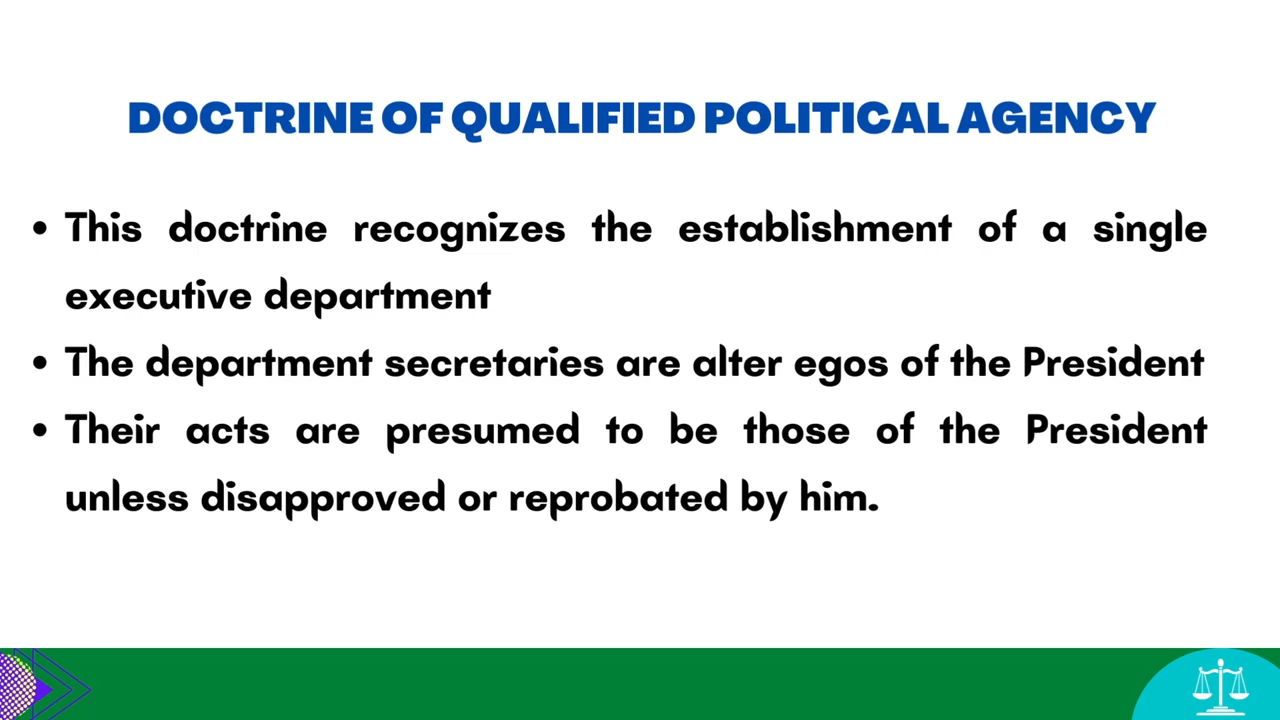 DOCTRINE OF QUALIFIED POLITICAL AGENCY
• This doctrine recognizes the establishment of a single
executive department
• The department secretaries are alter egos of the President
• Their acts are presumed to be those of the President
unless disapproved or reprobated by him.